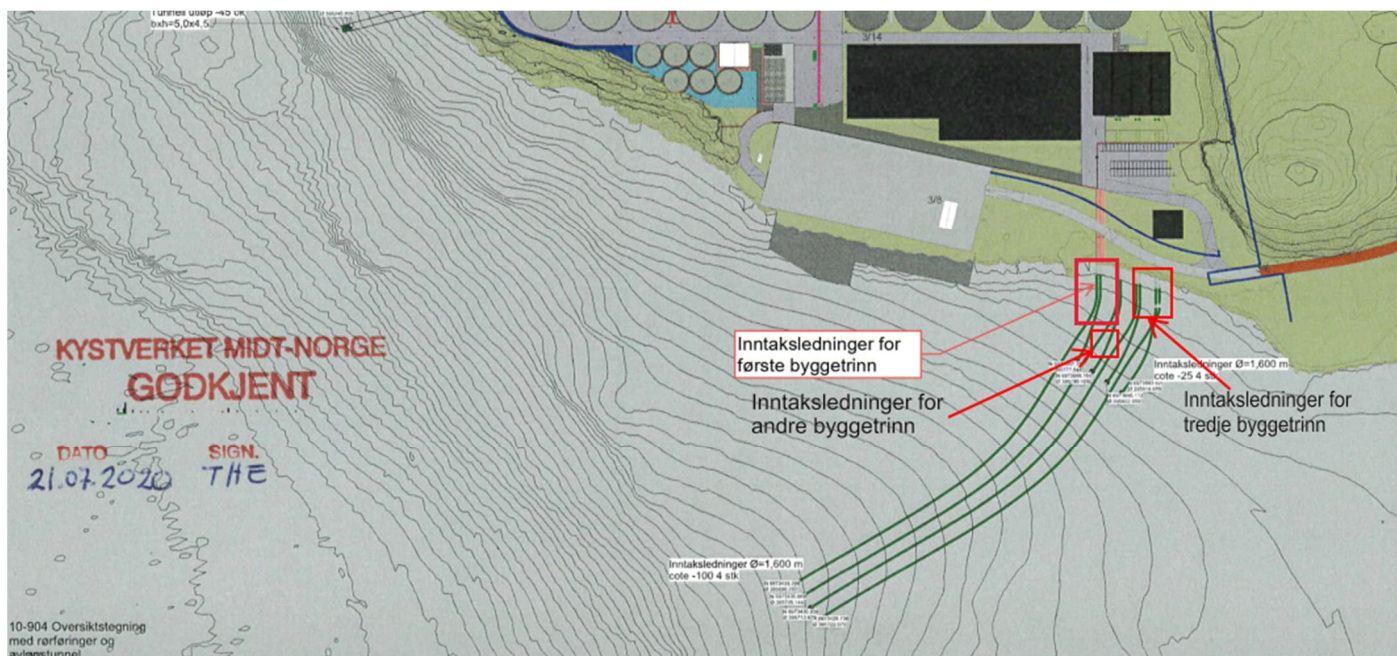 Tunnell utløp -45 ck
bxh=5,0x4,5
3/14
3/8
KYSTVERKET MIDT-NORGE
GODKJENT
DATO
SIGN.
21.07.2020
THE
Inntaksledninger for
første byggetrinn
Inntaksledninger for
andre byggetrinn
Inntaksledninger Ø=1,600 m
cote -25 4 stk
Inntaksledninger for
tredje byggetrinn
Inntaksledninger Ø=1,600 m
cote -100 4 stk
10-904 Oversiktstegning
med rørføringer og
avløpstunnel